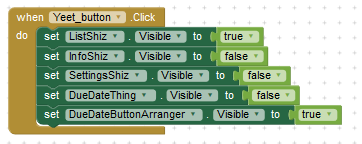 when Yeet_button .Click
do set ListShiz . Visible to true
set InfoShiz . Visible to false
set SettingsShiz . Visible to false
set DueDateThing . Visible to false
set DueDateButtonArranger . Visible to true